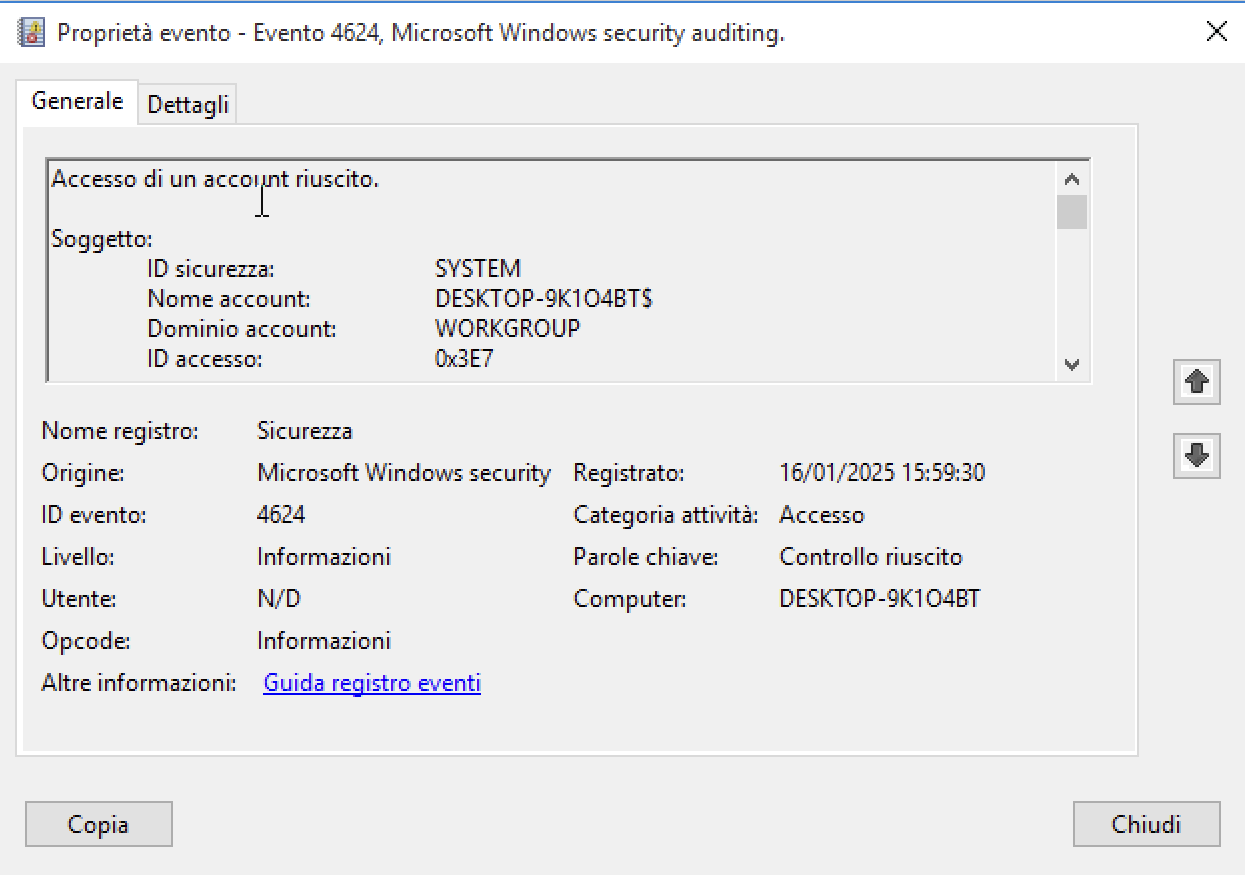 Proprietà evento - Evento 4624, Microsoft Windows security auditing.
Generale Dettagli
Accesso di un account riuscito.
Soggetto:
ID sicurezza: SYSTEM
Nome account: DESKTOP-9K1O4BT$
Dominio account: WORKGROUP
ID accesso: 0x3E7
Nome registro: Sicurezza
Origine: Microsoft Windows security Registrato: 16/01/2025 15:59:30
ID evento: 4624 Categoria attività: Accesso
Livello: Informazioni Parole chiave: Controllo riuscito
Utente: N/D Computer: DESKTOP-9K1O4BT
Opcode: Informazioni
Altre informazioni: Guida registro eventi
Copia Chiudi